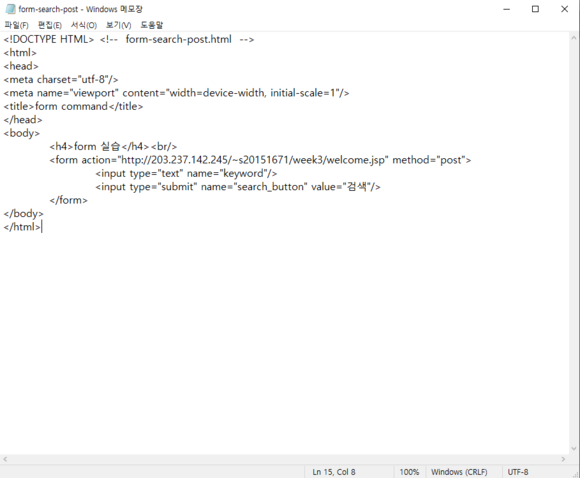 form-search-post - Windows 메모장
파일(F) 편집(E) 서식(O) 보기(V) 도움말
<!DOCTYPE HTML> <!-- form-search-post.html -->
<html>
<head>
<meta charset="utf-8"/>
<meta name="viewport" content="width=device-width, initial-scale=1"/>
<title>form command</title>
</head>
<body>
<h4>form 실습</h4><br/>
<form action="http://203.237.142.245/~s20151671/week3/welcome.jsp" method="post">
<input type="text" name="keyword"/>
<input type="submit" name="search_button" value="검색"/>
</form>
</body>
</html>
Ln 15, Col 8 100% Windows (CRLF) UTF-8